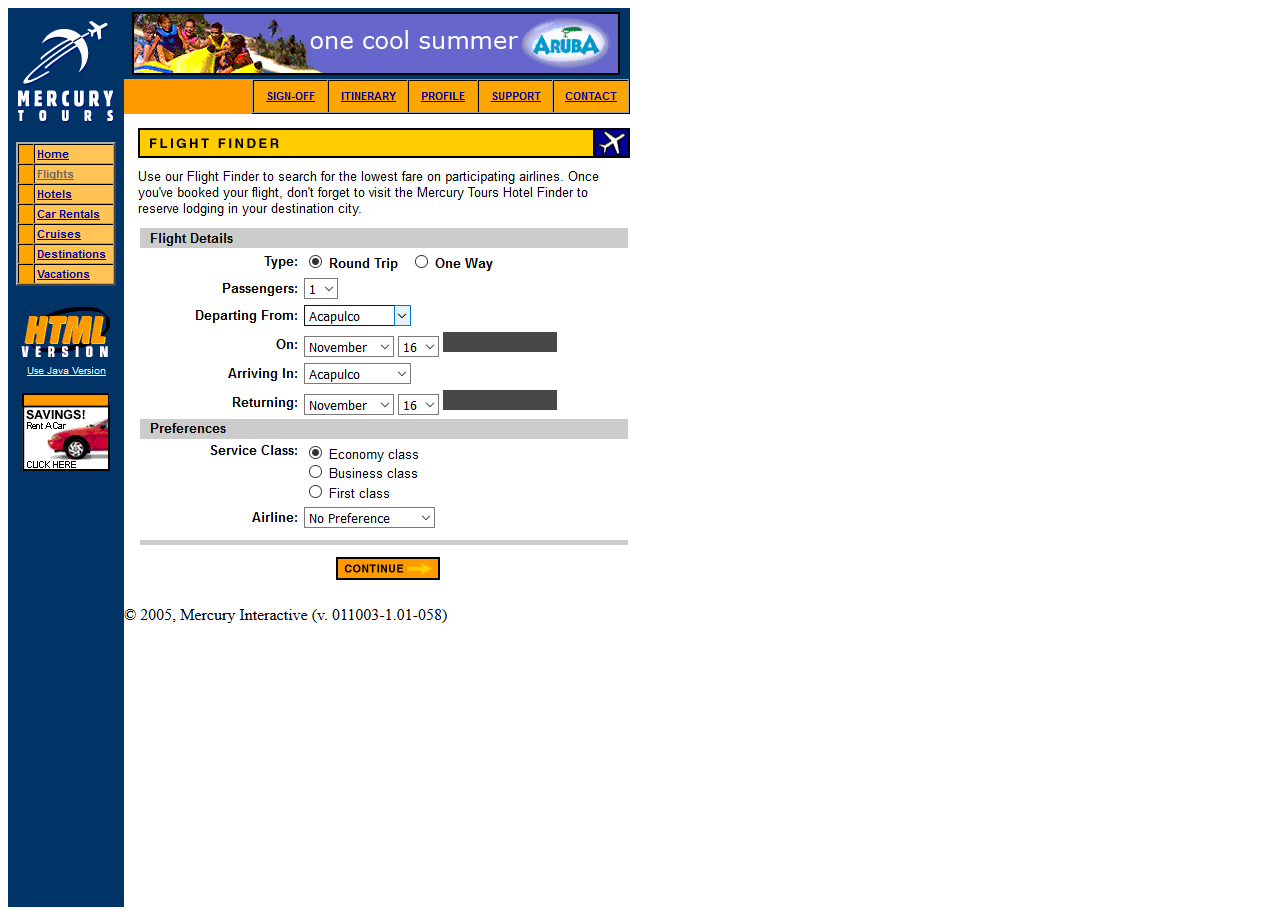 one cool summer ARUBA
MERCURY
TOURS
SIGN-OFF ITINERARY PROFILE SUPPORT CONTACT
Home
Flights
Hotels
Car Rentals
Cruises
Destinations
Vacations
HTML
VERSION
Use Java Version
SAVINGS!
Rent A Car
CLICK HERE
FLIGHT FINDER
Use our Flight Finder to search for the lowest fare on participating airlines. Once
you've booked your flight, don't forget to visit the Mercury Tours Hotel Finder to
reserve lodging in your destination city.
Flight Details
Type: Round Trip One Way
Passengers: 1
Departing From: Acapulco
On: November 16
Arriving In: Acapulco
Returning: November 16
Preferences
Service Class: Economy class
Business class
First class
Airline: No Preference
CONTINUE
© 2005, Mercury Interactive (v. 011003-1.01-058)